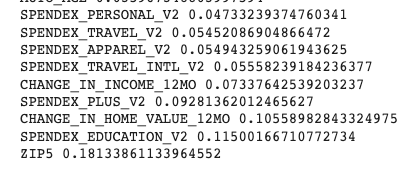 SPENDEX_PERSONAL_V2 0.04733239374760341
SPENDEX_TRAVEL_V2 0.05452086904866472
SPENDEX_APPAREL_V2 0.054943259061943625
SPENDEX_TRAVEL_INTL_V2 0.05558239184236377
CHANGE_IN_INCOME_12MO 0.07337642539203237
SPENDEX_PLUS_V2 0.09281362012465627
CHANGE_IN_HOME_VALUE_12MO 0.10558982843324975
SPENDEX_EDUCATION_V2 0.11500166710772734
ZIP5 0.18133861133964552